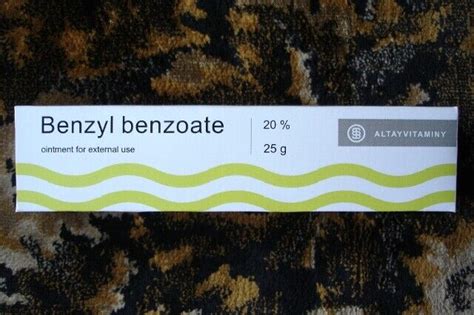 Benzyl benzoate
ointment for external use
20 %
25 g
ALTAYVITAMINY